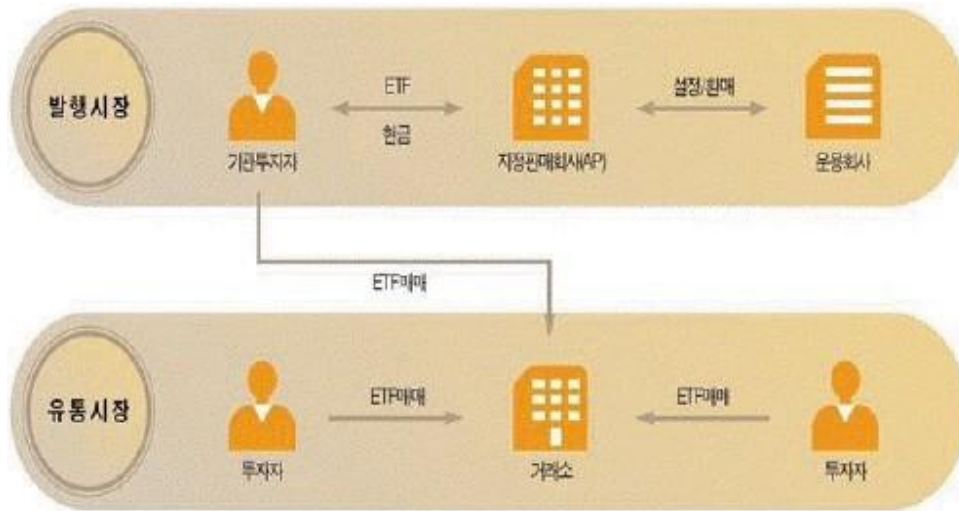 발행시장
ETF
현금
설정/환매
기관투자자
지정판매회사(AP)
운용회사
ETF매매
유통시장
ETF매매
ETF매매
투자자
거래소
투자자